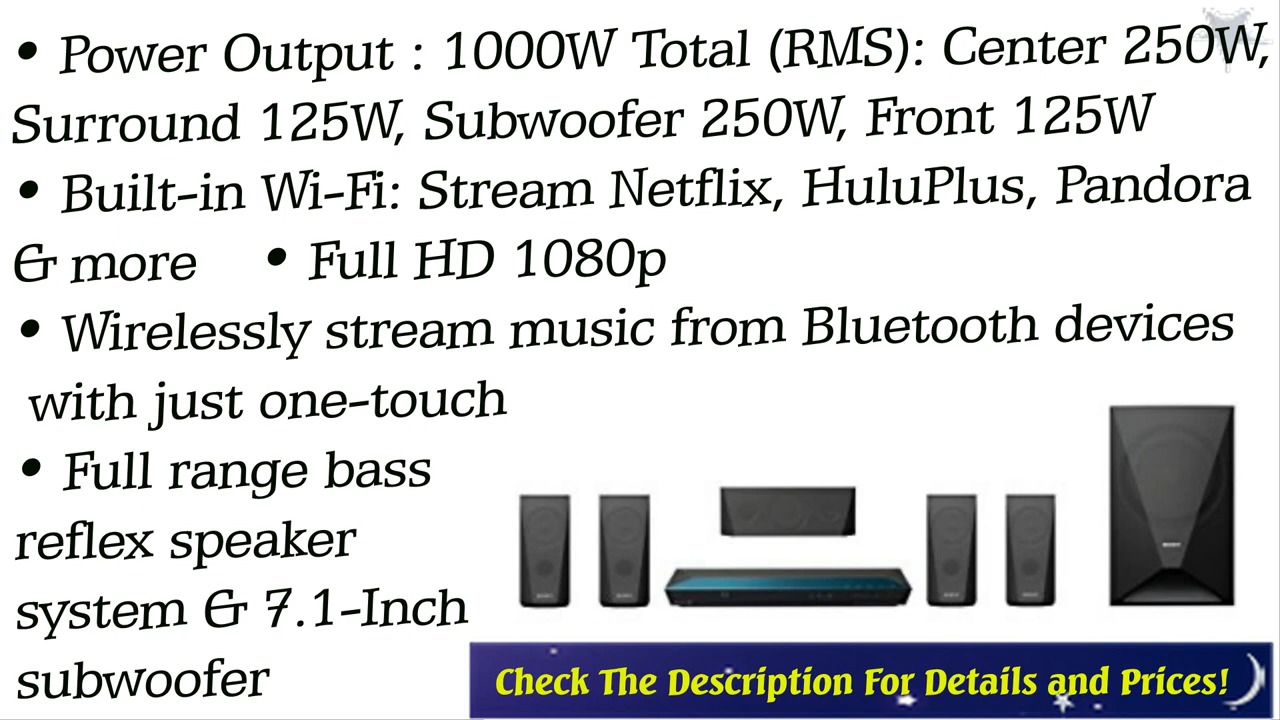 • Power Output : 1000W Total (RMS): Center 250W,
Surround 125W, Subwoofer 250W, Front 125W
• Built-in Wi-Fi: Stream Netflix, HuluPlus, Pandora
& more • Full HD 1080p
• Wirelessly stream music from Bluetooth devices
with just one-touch
• Full range bass
reflex speaker
system & 7.1-Inch
subwoofer
SONY
Check The Description For Details and Prices!